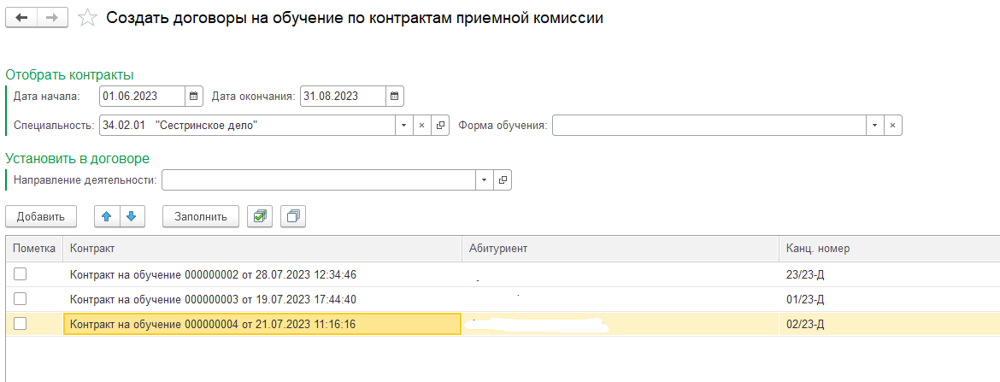 Создать договоры на обучение по контрактам приемной комиссии
Отобрать контракты
Дата начала: 01.06.2023 Дата окончания: 31.08.2023
Специальность: 34.02.01 "Сестринское дело" Форма обучения:
Установить в договоре
Направление деятельности:
Добавить Заполнить
Пометка Контракт Абитуриент Канц. номер
Контракт на обучение 000000002 от 28.07.2023 12:34:46 23/23-Д
Контракт на обучение 000000003 от 19.07.2023 17:44:40 01/23-Д
Контракт на обучение 000000004 от 21.07.2023 11:16:16 02/23-Д